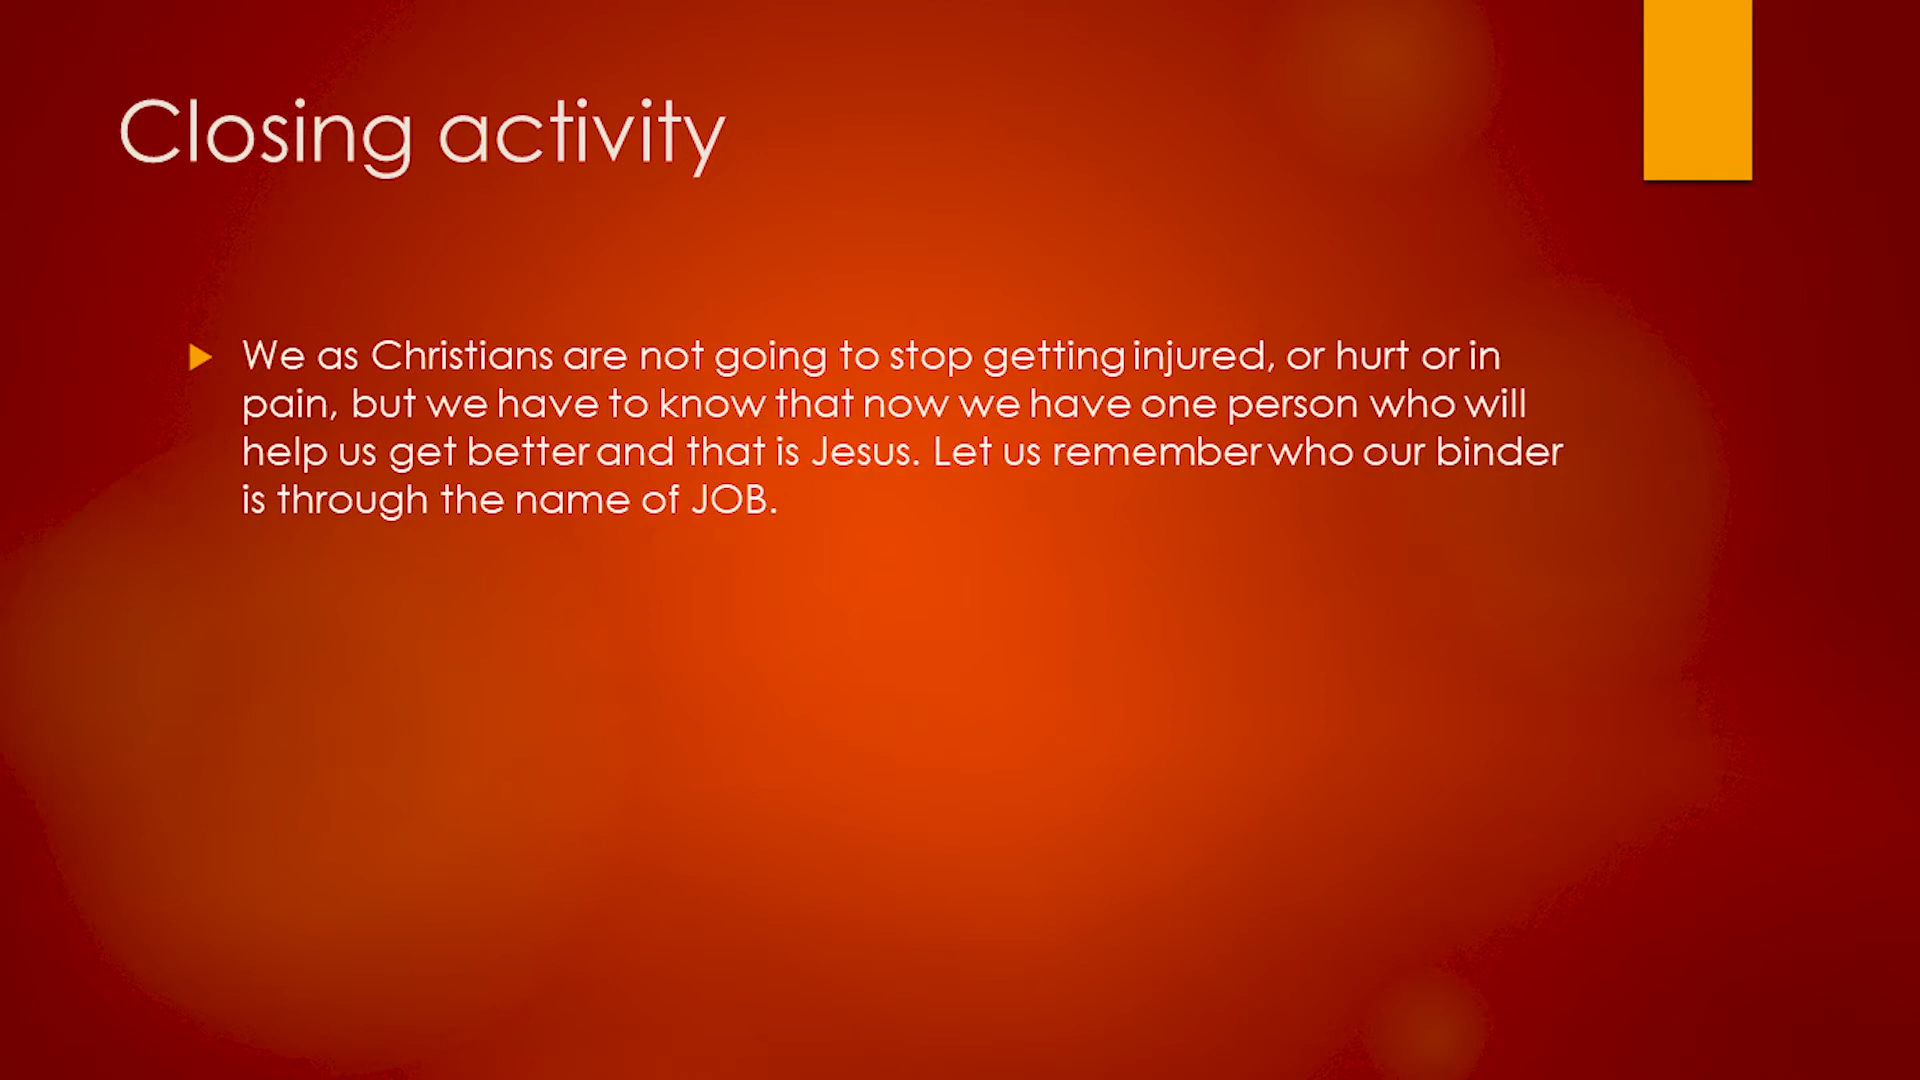 Closing activity
We as Christians are not going to stop getting injured, or hurt or in
pain, but we have to know that now we have one person who will
help us get better and that is Jesus. Let us remember who our binder
is through the name of JOB.